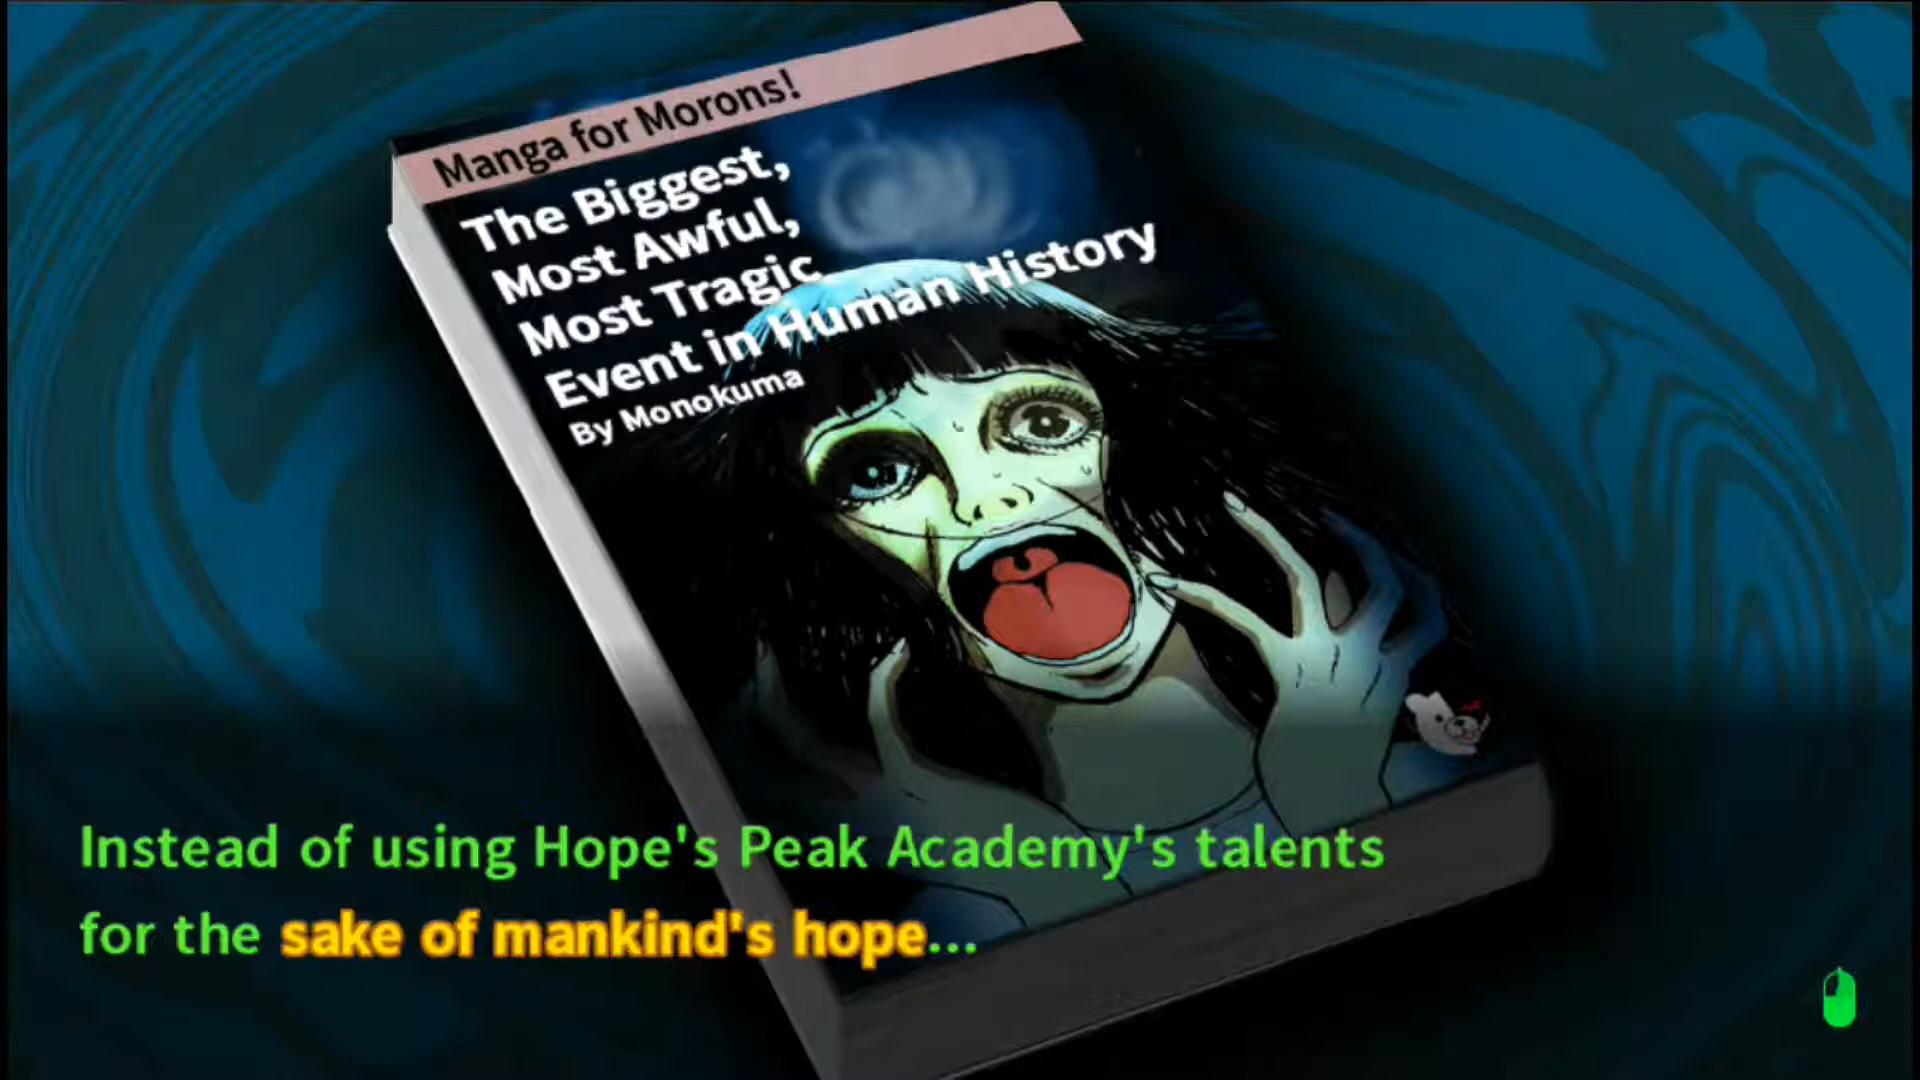 Manga for Morons!
The Biggest,
Most Awful,
Most Tragic
Event in Human History
By Monokuma
Instead of using Hope's Peak Academy's talents
for the sake of mankind's hope...